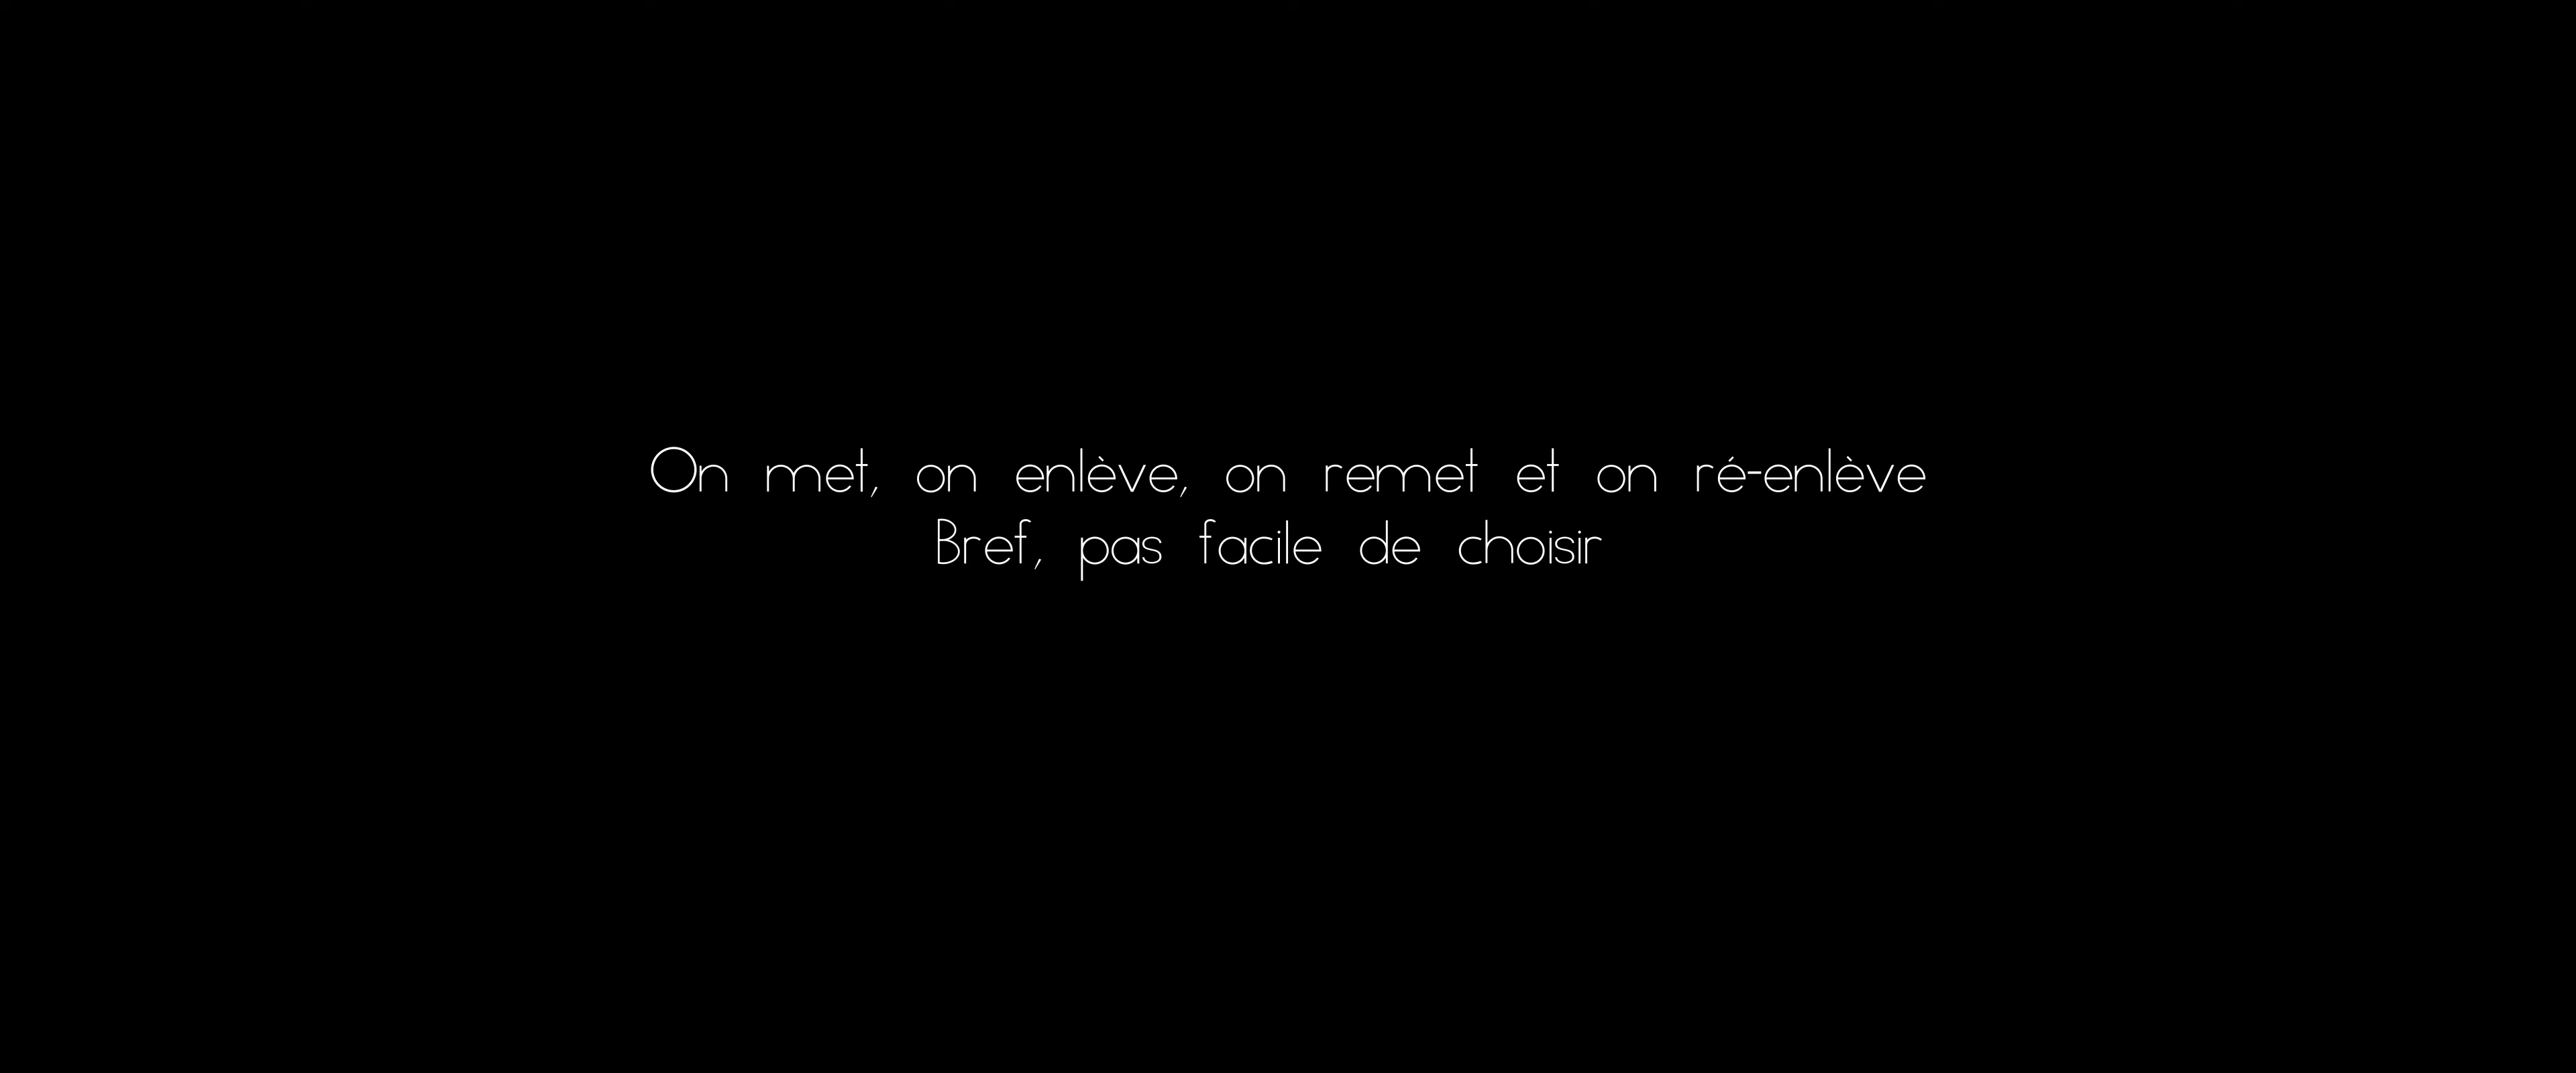 On met, on enlève, on remet et on ré-enlève
Bref, pas facile de choisir